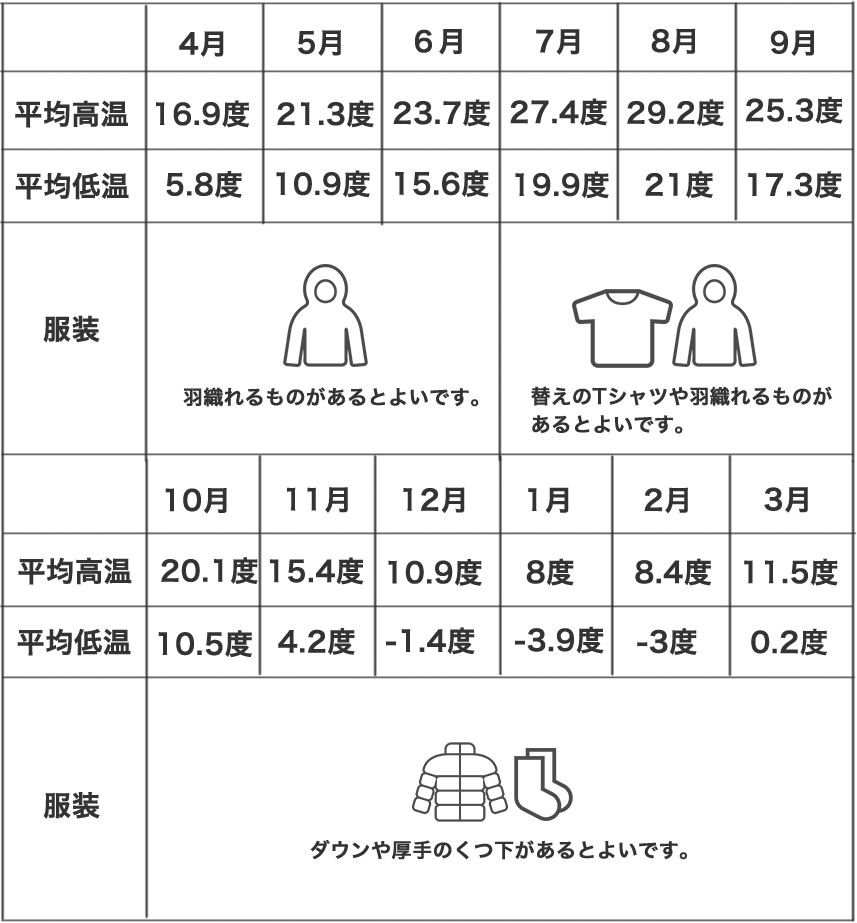 4月 5月 6月 7月 8月 9月
平均高温 16.9度 21.3度 23.7度 27.4度 29.2度 25.3度
平均低温 5.8度 10.9度 15.6度 19.9度 21度 17.3度
服装
羽織れるものがあるとよいです。
替えのTシャツや羽織れるものが
あるとよいです。
10月 11月 12月 1月 2月 3月
平均高温 20.1度 15.4度 10.9度 8度 8.4度 11.5度
平均低温 10.5度 4.2度 -1.4度 -3.9度 -3度 0.2度
服装
ダウンや厚手のくつ下があるとよいです。